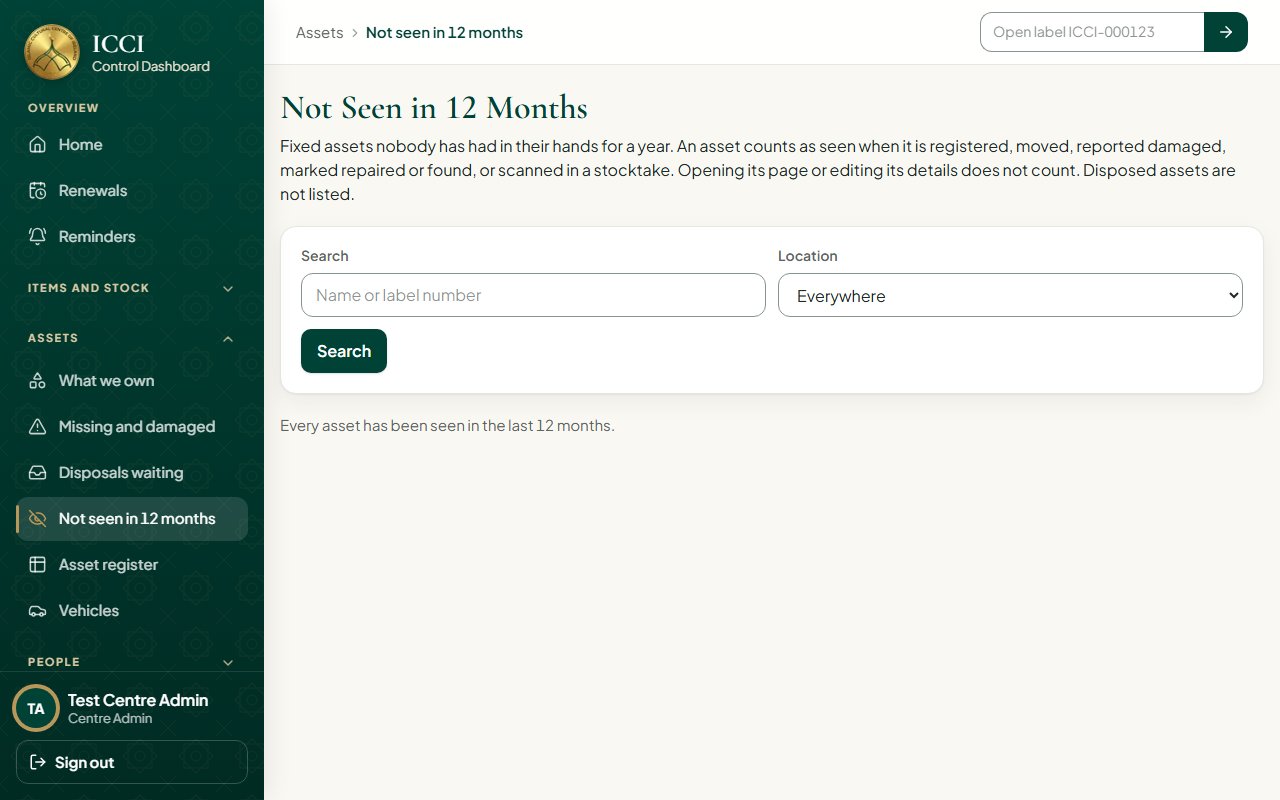 ICCI
Control Dashboard
OVERVIEW
Home
Renewals
Reminders
ITEMS AND STOCK
ASSETS
What we own
Missing and damaged
Disposals waiting
Not seen in 12 months
Asset register
Vehicles
PEOPLE
TA
Test Centre Admin
Centre Admin
Sign out
Assets > Not seen in 12 months
Open label ICCI-000123
Not Seen in 12 Months
Fixed assets nobody has had in their hands for a year. An asset counts as seen when it is registered, moved, reported damaged,
marked repaired or found, or scanned in a stocktake. Opening its page or editing its details does not count. Disposed assets are
not listed.
Search
Location
Name or label number
Everywhere
Search
Every asset has been seen in the last 12 months.